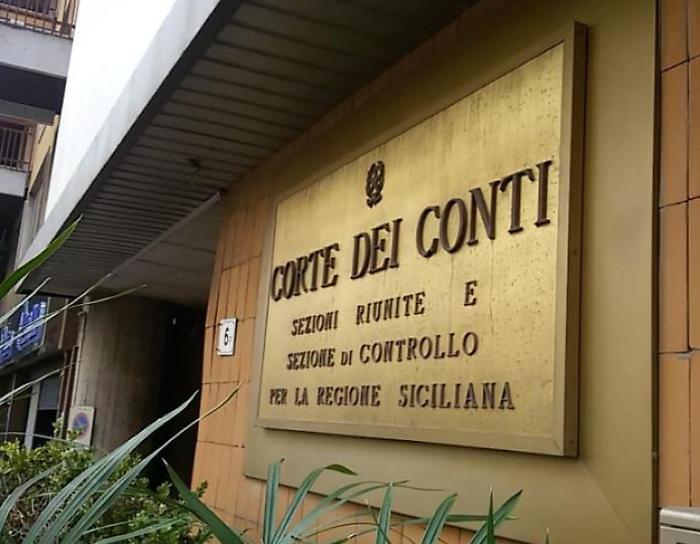 CORTE DEI CONTI
SEZIONI RIUNITE E
SEZIONE DI CONTROLLO
PER LA REGIONE SICILIANA
6